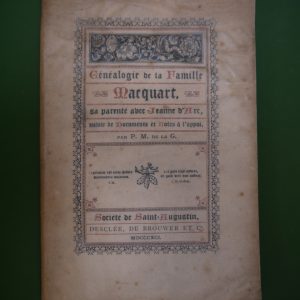 Généalogie de la Famille
Macquart,
sa parenté avec Jeanne d'Arc,
suivie de Documents et Notes à l'appui,
PAR P. M. DE LA G.
Société de Saint-Augustin,
DESCLÉE, DE BROUWER ET Cie